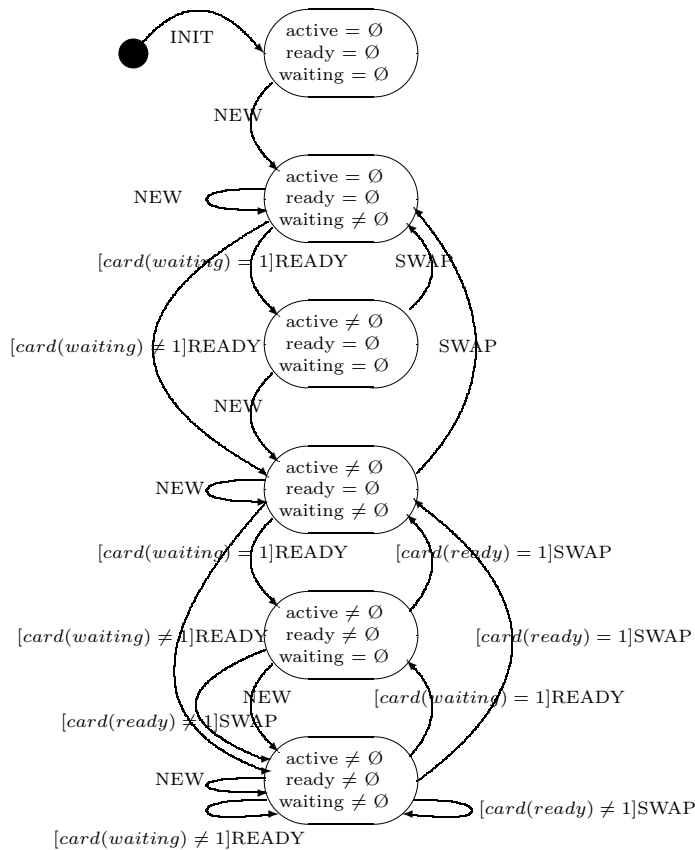 INIT
active = Ø
ready = Ø
waiting = Ø
NEW
active = Ø
ready = Ø
waiting ≠ Ø
NEW
[card(waiting) = 1]READY
SWAP
active ≠ Ø
ready = Ø
waiting = Ø
[card(waiting) ≠ 1]READY
SWAP
NEW
active ≠ Ø
ready = Ø
waiting ≠ Ø
NEW
[card(waiting) = 1]READY
[card(ready) = 1]SWAP
active ≠ Ø
ready ≠ Ø
waiting = Ø
[card(waiting) ≠ 1]READY
[card(ready) = 1]SWAP
NEW
[card(waiting) = 1]READY
[card(ready) ≠ 1]SWAP
active ≠ Ø
ready ≠ Ø
waiting ≠ Ø
NEW
[card(ready) ≠ 1]SWAP
[card(waiting) ≠ 1]READY